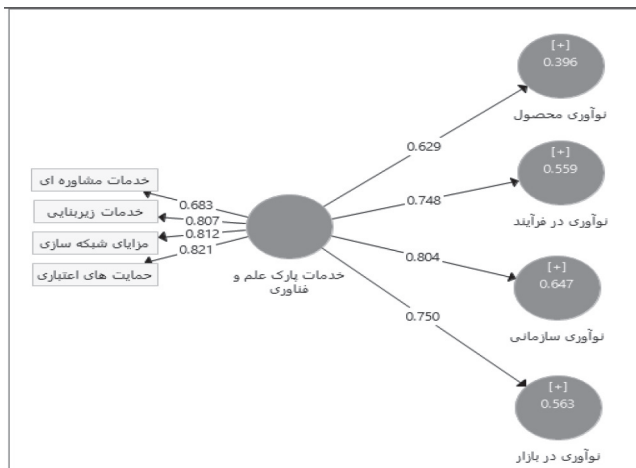 [+]
0.396
نوآوری محصول
0.629
[+]
0.559
نوآوری در فرآیند
0.748
[+]
0.647
نوآوری سازمانی
0.804
[+]
0.563
نوآوری در بازار
0.750
خدمات پارک علم و
فناوری
خدمات مشاوره ای
0.683
خدمات زیربنایی
0.807
مزایای شبکه سازی
0.812
حمایت های اعتباری
0.821